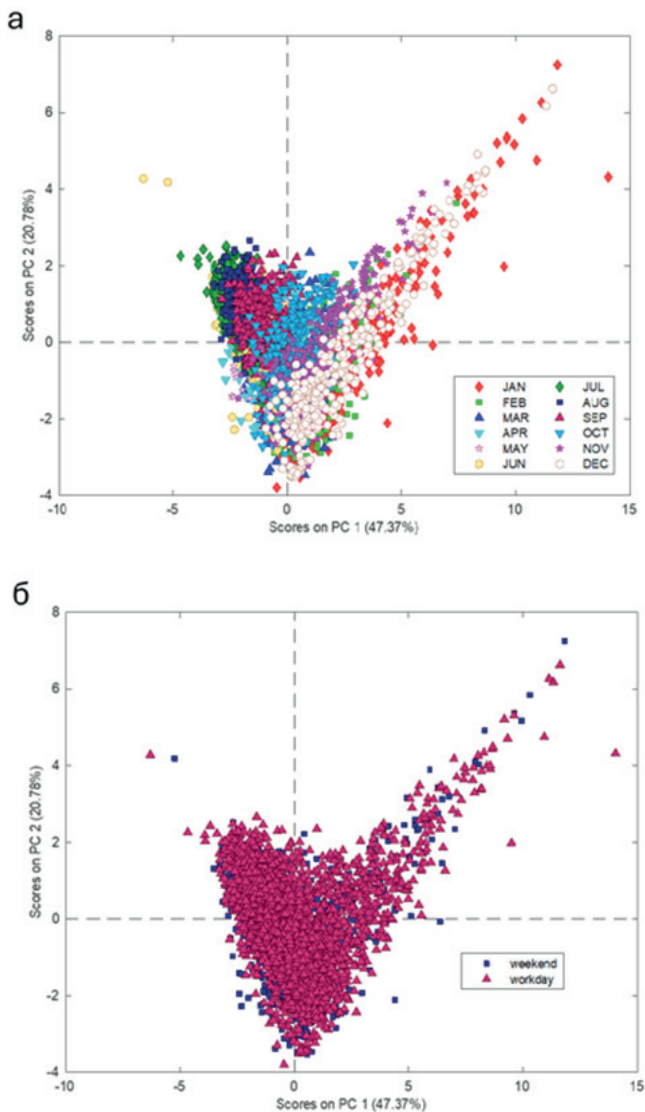 а
8
6
4
2
0
-2
-4
-10 -5 0 5 10 15
Scores on PC 2 (20.78%)
Scores on PC 1 (47.37%)
JAN JUL
FEB AUG
MAR SEP
APR OCT
MAY NOV
JUN DEC
б
8
6
4
2
0
-2
-4
-10 -5 0 5 10 15
Scores on PC 2 (20.78%)
Scores on PC 1 (47.37%)
weekend
workday